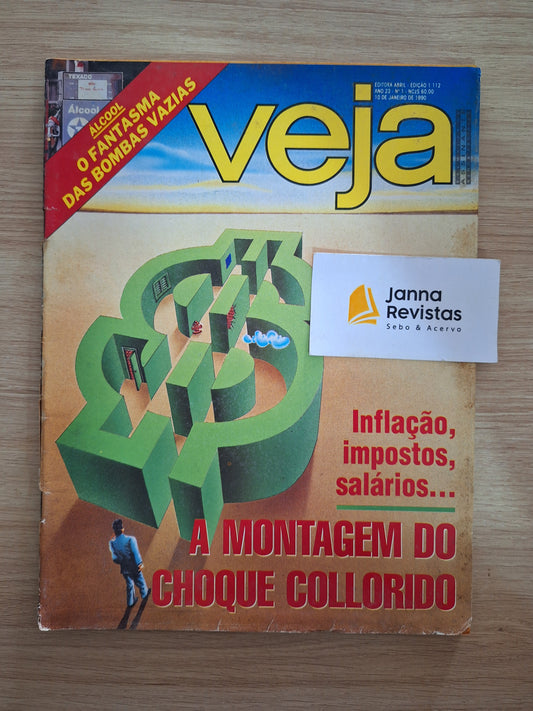 TEXACO
Álcool
ÁLCOOL
O FANTASMA
DAS BOMBAS VAZIAS
EDITORA ABRIL - EDIÇÃO 1 112
ANO 23 - Nº 1 - NCz$ 60,00
10 DE JANEIRO DE 1990
veja
Janna
Revistas
Sebo & Acervo
Inflação,
impostos,
salários...
A MONTAGEM DO
CHOQUE COLLORIDO